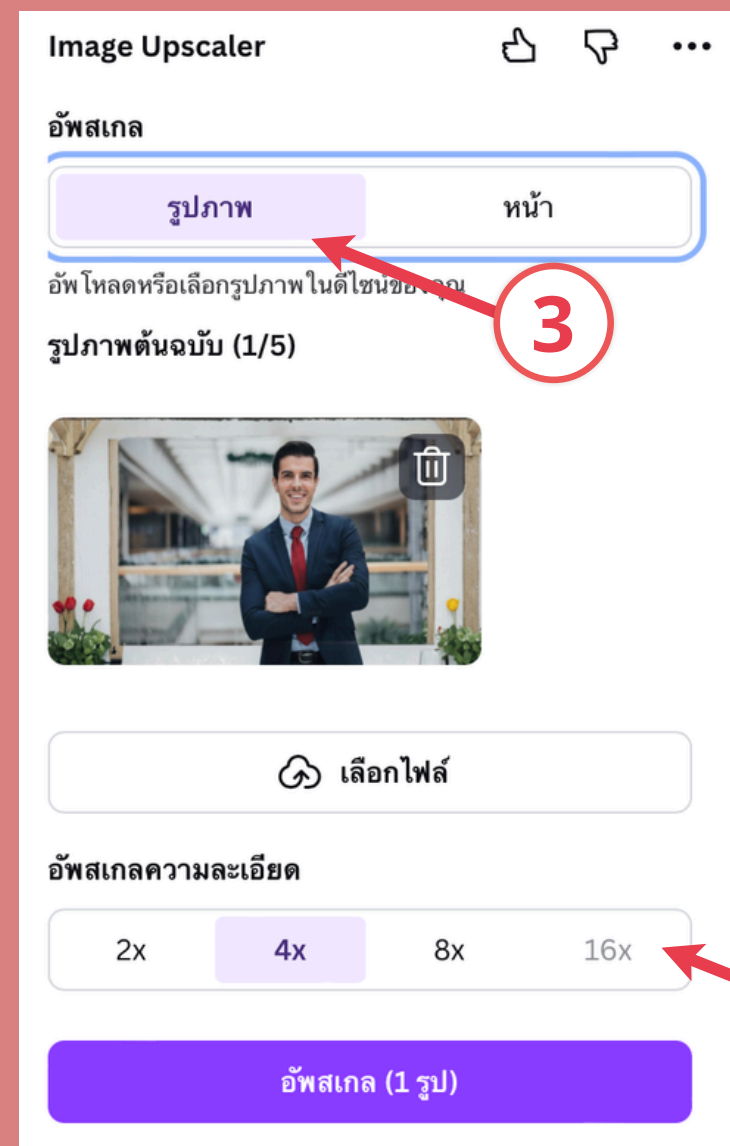 Image Upscaler
อัพสเกล
รูปภาพ หน้า
อัพโหลดหรือเลือกรูปภาพในดีไซน์ของคุณ
3
รูปภาพต้นฉบับ (1/5)
เลือกไฟล์
อัพสเกลความละเอียด
2x 4x 8x 16x
อัพสเกล (1 รูป)